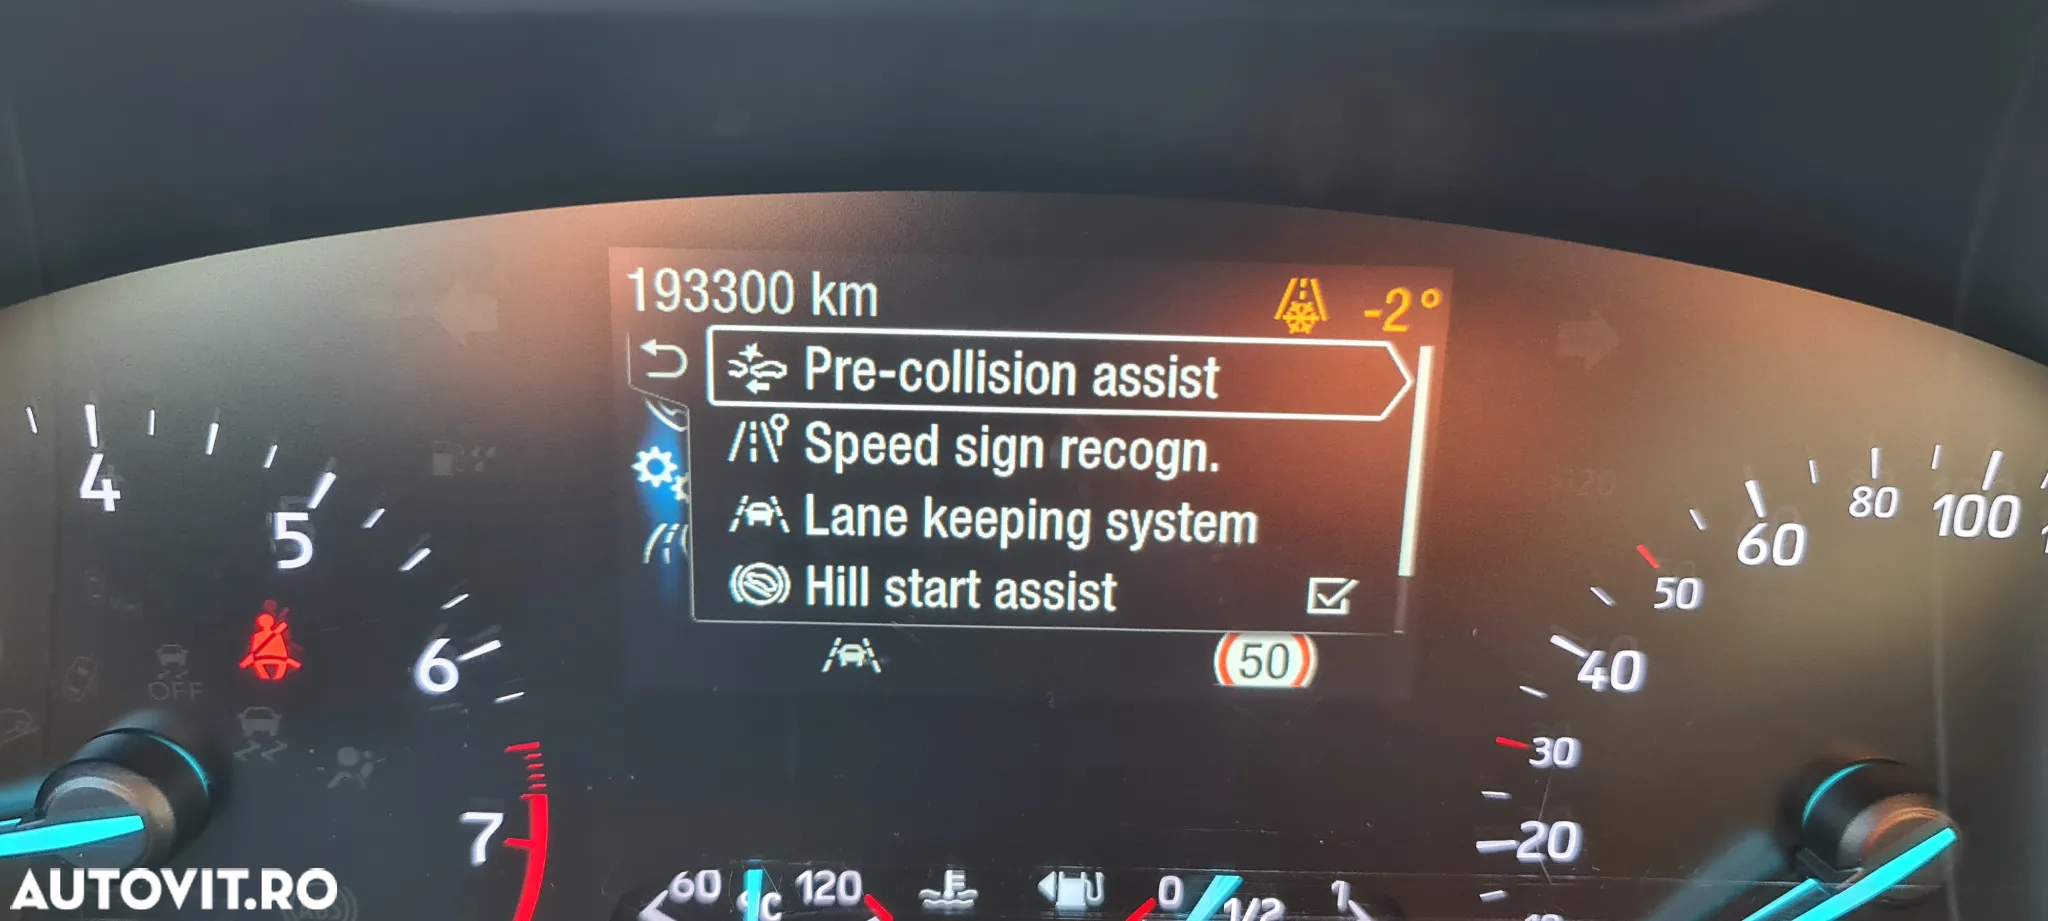 193300 km -2°
Pre-collision assist
Speed sign recogn.
Lane keeping system
Hill start assist
50
4
5
6
7
OFF
100
80
60
50
40
30
20
60 °C 120
0 1/2 1
AUTOVIT.RO